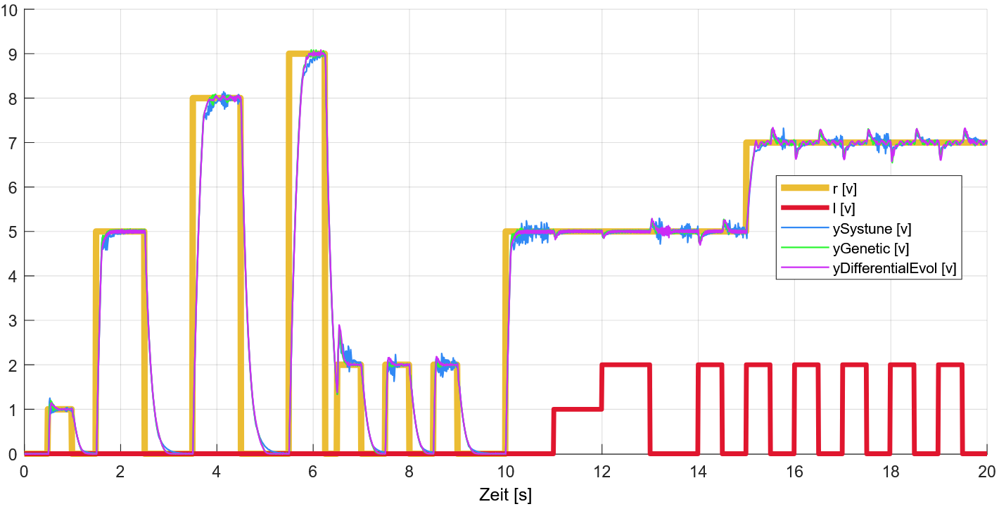 10
9
8
7
6
5
4
3
2
1
0
r [v]
l [v]
ySystune [v]
yGenetic [v]
yDifferentialEvol [v]
0 2 4 6 8 10 12 14 16 18 20
Zeit [s]